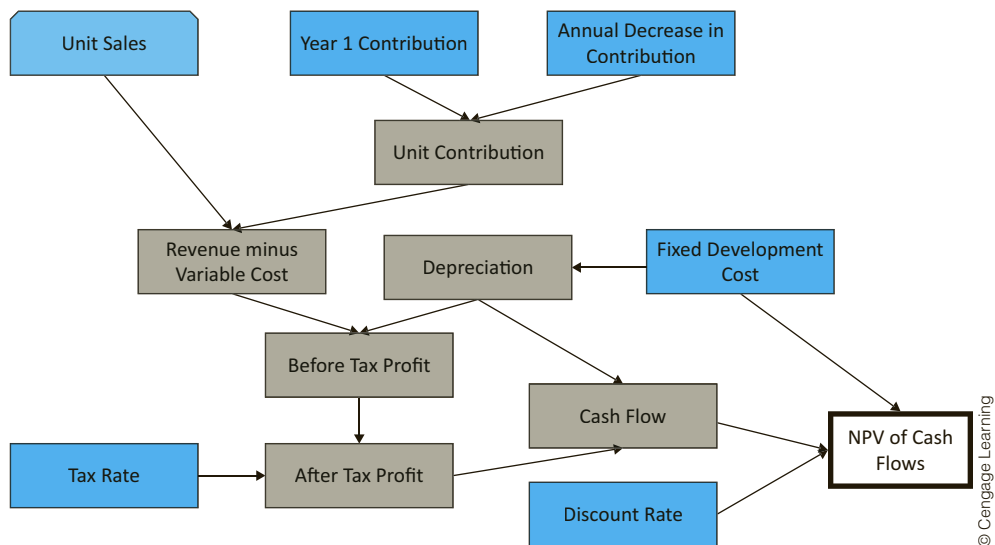 Unit Sales
Year 1 Contribution
Annual Decrease in
Contribution
Unit Contribution
Revenue minus
Variable Cost
Depreciation
Fixed Development
Cost
Before Tax Profit
Cash Flow
NPV of Cash
Flows
Tax Rate
After Tax Profit
Discount Rate
© Cengage Learning